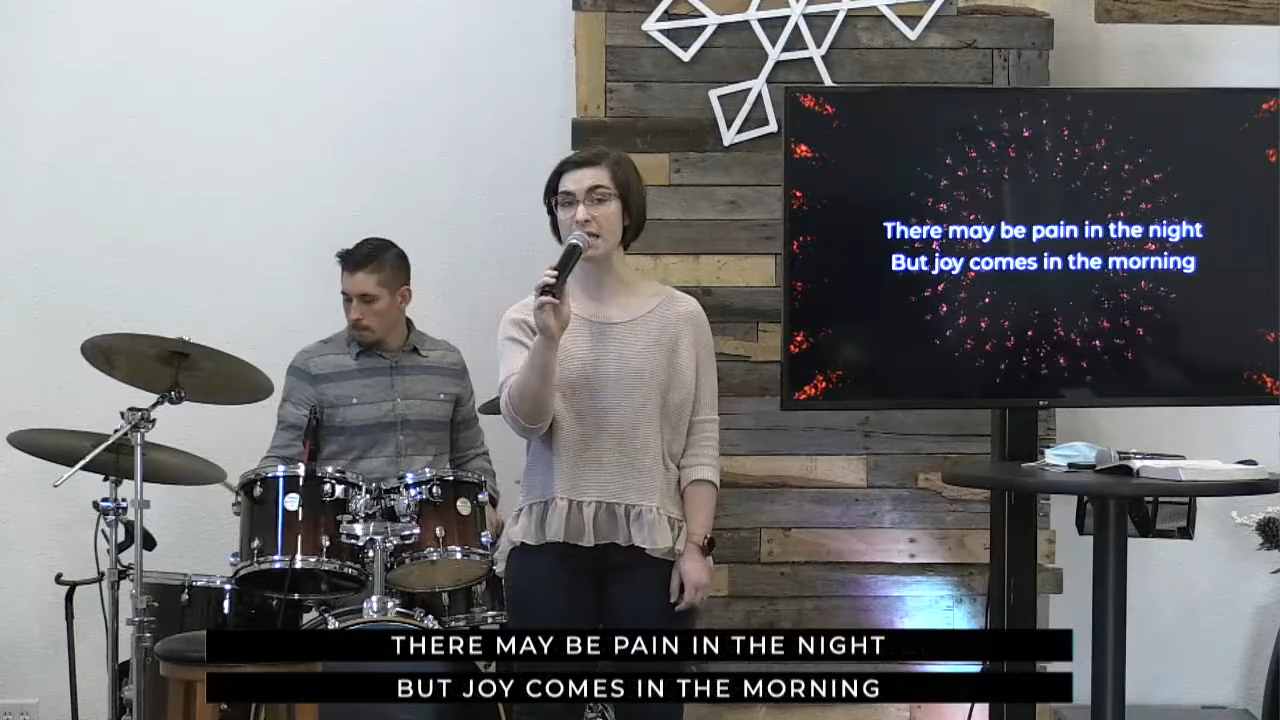 There may be pain in the night
But joy comes in the morning
THERE MAY BE PAIN IN THE NIGHT
BUT JOY COMES IN THE MORNING